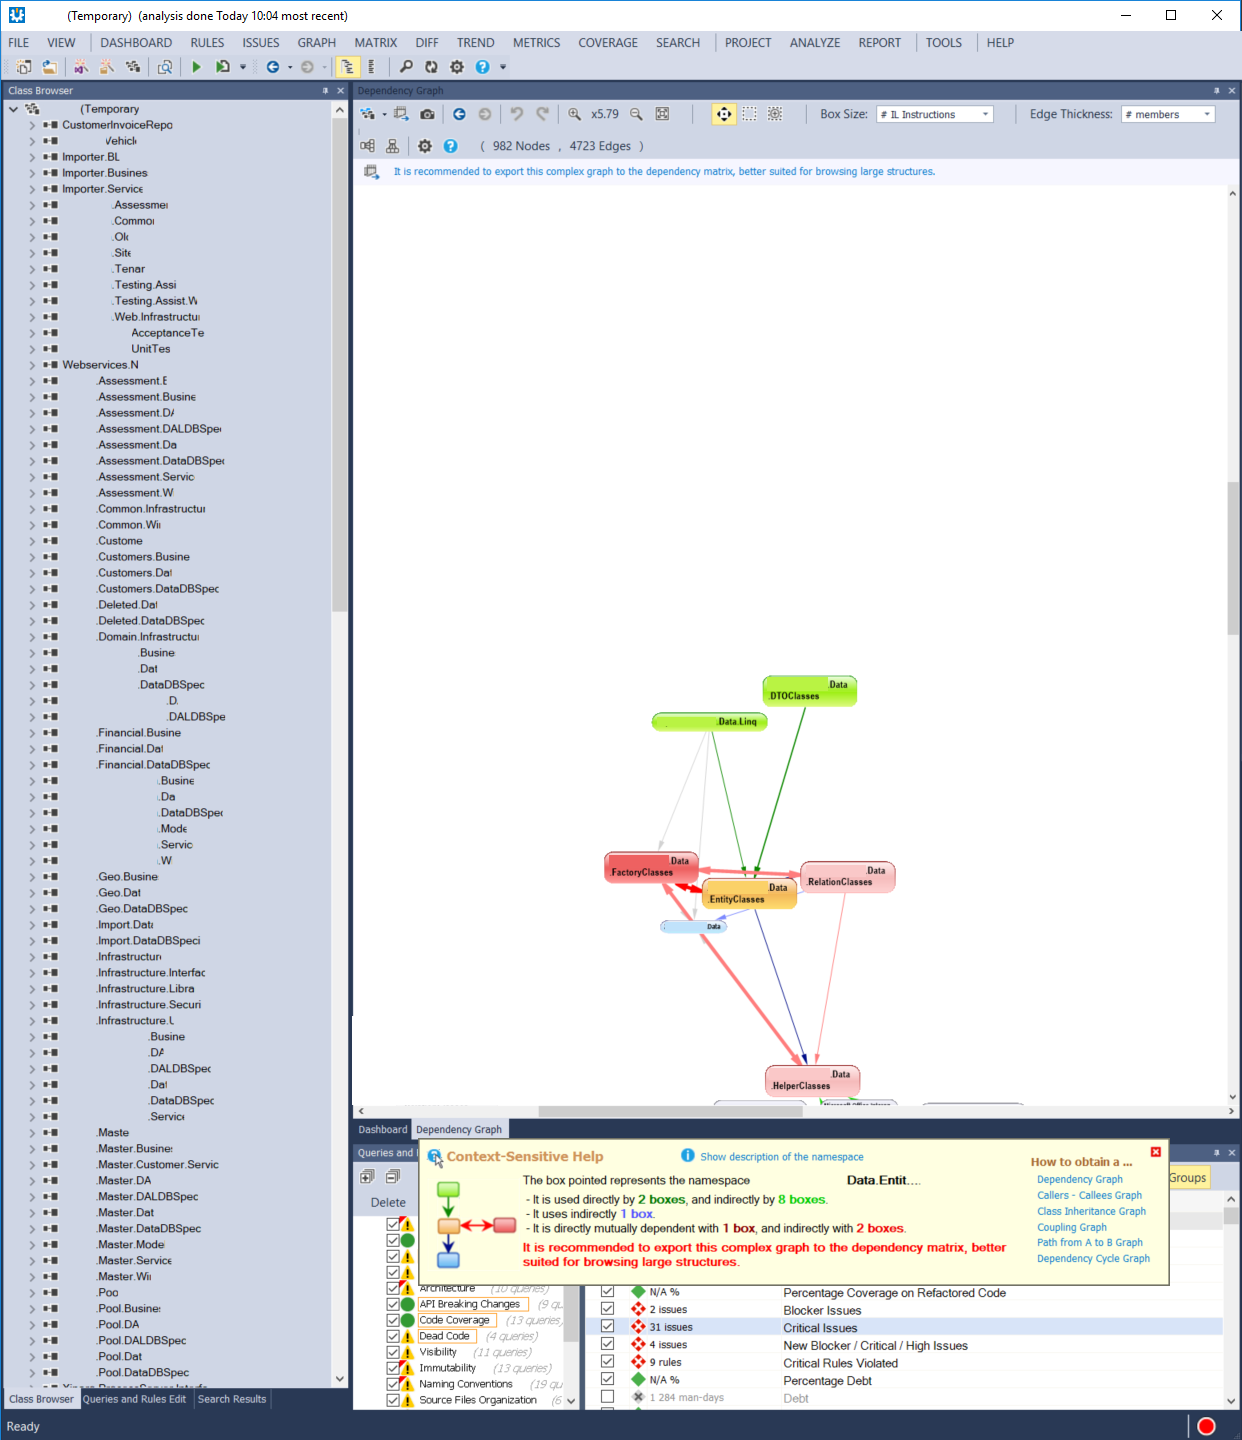 (Temporary)  (analysis done Today 10:04 most recent)
FILE VIEW DASHBOARD RULES ISSUES GRAPH MATRIX DIFF TREND METRICS COVERAGE SEARCH PROJECT ANALYZE REPORT TOOLS HELP
Class Browser
(Temporary
CustomerInvoiceRepo
Importer.BL
Importer.Busines
Importer.Service
.Assessme
.Common
.Site
.Tenar
.Testing.Assi
.Testing.Assist.W
.Web.Infrastructu
AcceptanceTe
UnitTes
Webservices.N
.Assessment.E
.Assessment.Busine
.Assessment.DA
.Assessment.DALDBSpe
.Assessment.Da
.Assessment.DataDBSpec
.Assessment.Servic
.Assessment.W
.Common.Infrastructur
.Common.Wi
.Custome
.Customers.Busine
.Customers.Dat
.Customers.DataDBSpec
.Deleted.Dat
.Deleted.DataDBSpec
.Domain.Infrastructu
.Busine
.Dat
.DataDBSpec
.D
.DALDBSpe
.Financial.Busine
.Financial.Dat
.Financial.DataDBSpec
.Busine
.Da
.DataDBSpec
.Mode
.Servic
.W
.Geo.Busine
.Geo.Dat
.Geo.DataDBSpec
.Import.Data
.Import.DataDBSpeci
.Infrastructure
.Infrastructure.Interfac
.Infrastructure.Libra
.Infrastructure.Securi
.Infrastructure.U
.Busine
.DA
.DALDBSpec
.Dat
.DataDBSpec
.Service
.Maste
.Master.Busines
.Master.Customer.Servic
.Master.DA
.Master.DALDBSpec
.Master.Dat
.Master.DataDBSpec
.Master.Model
.Master.Service
.Master.Win
.Poo
.Pool.Busines
.Pool.DA
.Pool.DALDBSpec
.Pool.Dat
.Pool.DataDBSpec
Class Browser Queries and Rules Edit Search Results
Dependency Graph
x5.79 Box Size: # IL Instructions Edge Thickness: # members
( 982 Nodes , 4723 Edges )
It is recommended to export this complex graph to the dependency matrix, better suited for browsing large structures.
.Data
.DTOClasses
.Data.Linq
.Data
.FactoryClasses
.Data
.RelationClasses
.Data
.EntityClasses
Data
.Data
.HelperClasses
Dashboard Dependency Graph
Queries and
Delete
Groups
Context-Sensitive Help
Show description of the namespace
The box pointed represents the namespace Data.Entit....
- It is used directly by 2 boxes, and indirectly by 8 boxes.
- It uses indirectly 1 box.
- It is directly mutually dependent with 1 box, and indirectly with 2 boxes.
It is recommended to export this complex graph to the dependency matrix, better
suited for browsing large structures.
How to obtain a ...
Dependency Graph
Callers - Callees Graph
Class Inheritance Graph
Coupling Graph
Path from A to B Graph
Dependency Cycle Graph
Architecture (10 queries)
API Breaking Changes (9 qu
Code Coverage (13 queries)
Dead Code (4 queries)
Visibility (11 queries)
Immutability (13 queries)
Naming Conventions (19 qu
Source Files Organization (6
N/A % Percentage Coverage on Refactored Code
2 issues Blocker Issues
31 issues Critical Issues
4 issues New Blocker / Critical / High Issues
9 rules Critical Rules Violated
N/A % Percentage Debt
1 284 man-days Debt
Ready